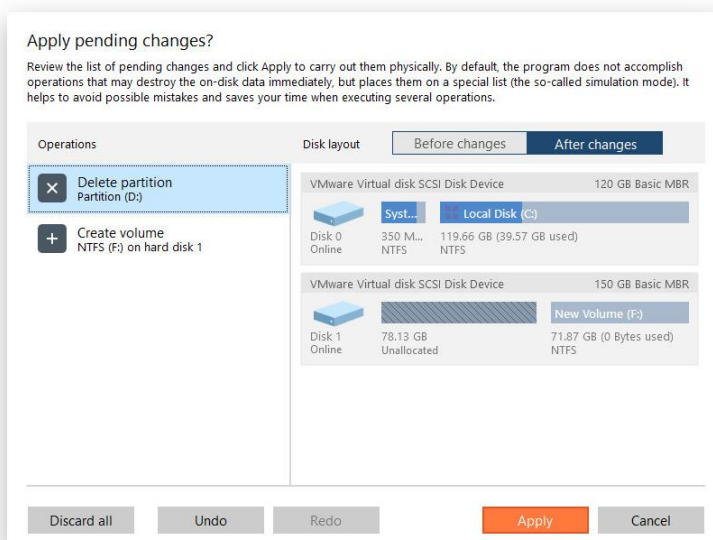 Apply pending changes?
Review the list of pending changes and click Apply to carry out them physically. By default, the program does not accomplish
operations that may destroy the on-disk data immediately, but places them on a special list (the so-called simulation mode). It
helps to avoid possible mistakes and saves your time when executing several operations.
Operations
Disk layout
Before changes
After changes
Delete partition
Partition (D:)
Create volume
NTFS (F:) on hard disk 1
VMware Virtual disk SCSI Disk Device 120 GB Basic MBR
Syst... Local Disk (C:)
Disk 0 350 M... 119.66 GB (39.57 GB used)
Online NTFS NTFS
VMware Virtual disk SCSI Disk Device 150 GB Basic MBR
New Volume (F:)
Disk 1 78.13 GB 71.87 GB (0 Bytes used)
Online Unallocated NTFS
Discard all
Undo
Redo
Apply
Cancel